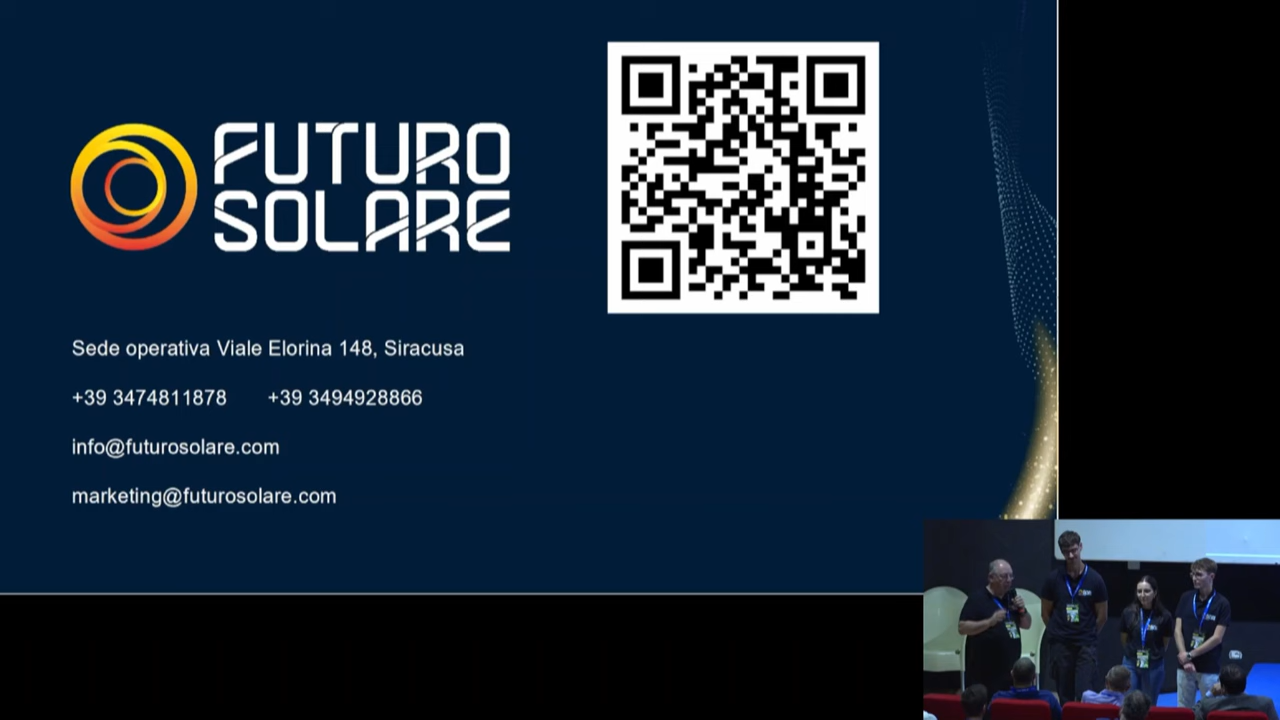 FUTURO
SOLARE
Sede operativa Viale Elorina 148, Siracusa
+39 3474811878 +39 3494928866
info@futurosolare.com
marketing@futurosolare.com